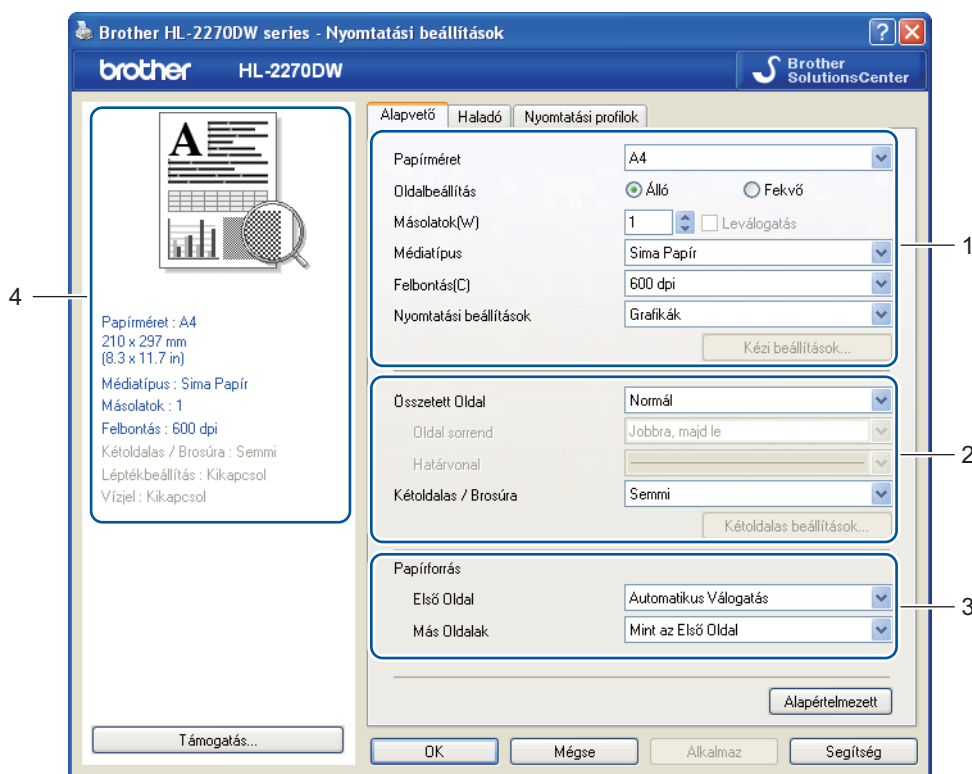 Brother HL-2270DW series - Nyomtatási beállítások
brother HL-2270DW
Brother
SolutionsCenter
Alapvető Haladó Nyomtatási profilok
A
Papírméret A4
Oldalbeállítás Álló Fekvő
Másolatok(W) 1 Leválogatás
Médiatípus Sima Papír
Felbontás(C) 600 dpi
Nyomtatási beállítások Grafikák
Kézi beállítások...
1
4
Papírméret : A4
210 x 297 mm
(8.3 x 11.7 in)
Médiatípus : Sima Papír
Másolatok : 1
Felbontás : 600 dpi
Kétoldalas / Brosúra : Semmi
Léptékbeállítás : Kikapcsol
Vízjel : Kikapcsol
Összetett Oldal Normál
Oldal sorrend Jobbra, majd le
Határvonal
Kétoldalas / Brosúra Semmi
Kétoldalas beállítások...
2
Papírforrás
Első Oldal Automatikus Válogatás
Más Oldalak Mint az Első Oldal
3
Alapértelmezett
Támogatás...
OK Mégse Alkalmaz Segítség